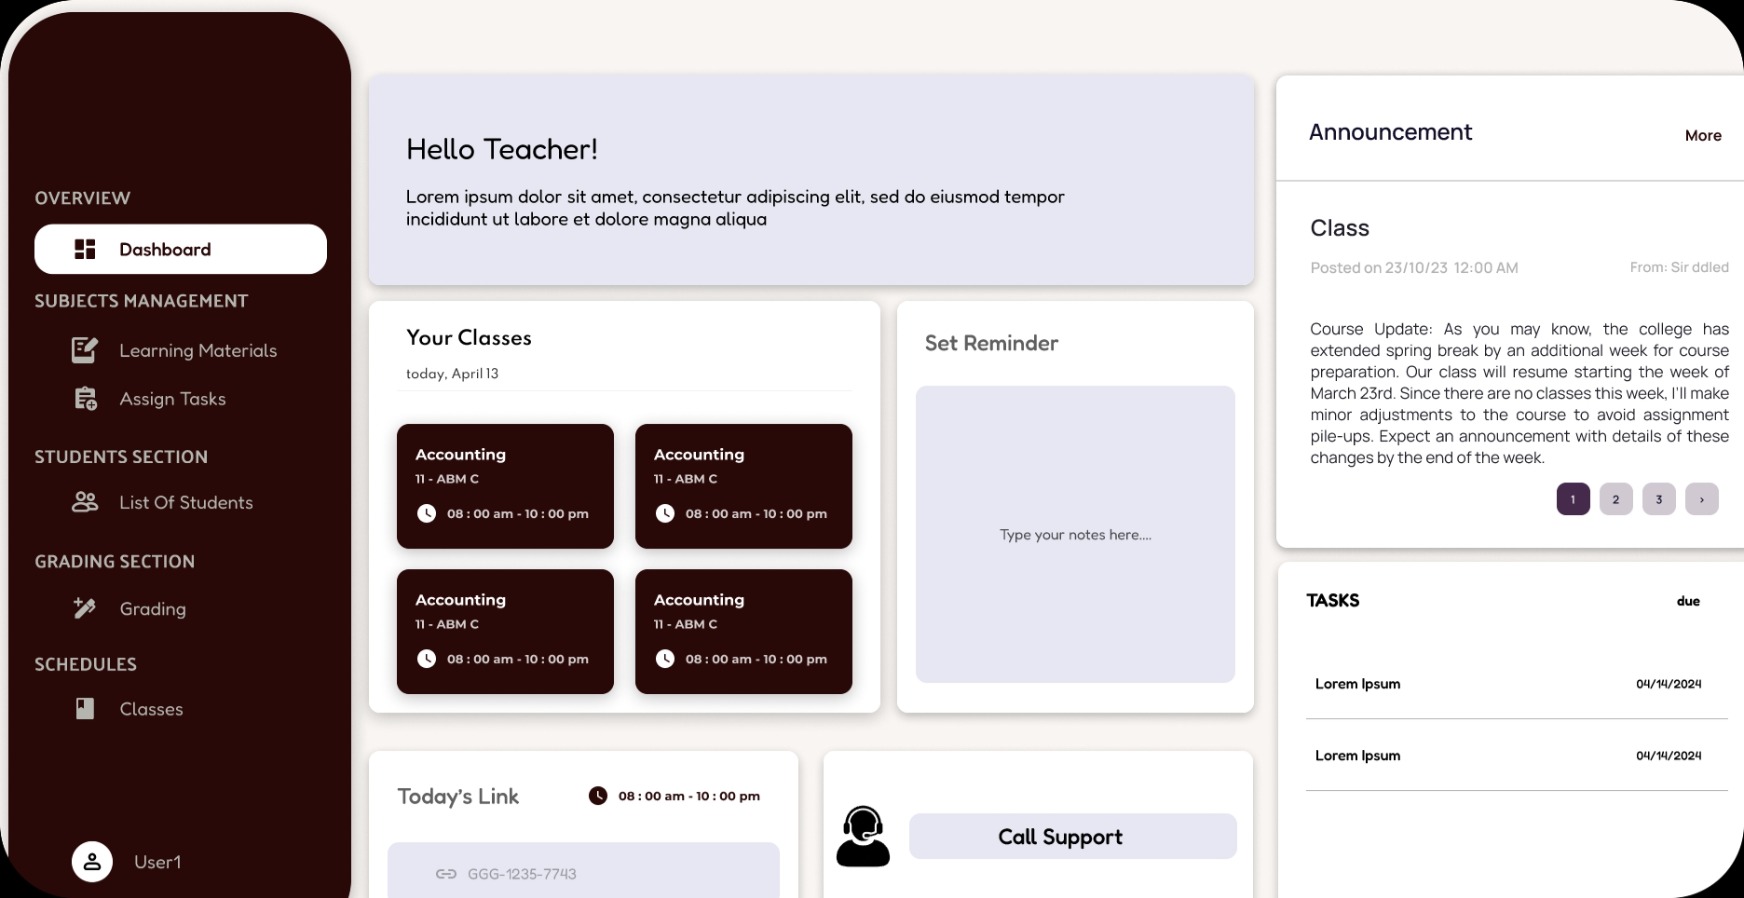 OVERVIEW
Dashboard
SUBJECTS MANAGEMENT
Learning Materials
Assign Tasks
STUDENTS SECTION
List Of Students
GRADING SECTION
Grading
SCHEDULES
Classes
User1
Hello Teacher!
Lorem ipsum dolor sit amet, consectetur adipiscing elit, sed do eiusmod tempor
incididunt ut labore et dolore magna aliqua
Your Classes
today, April 13
Accounting
11 - ABM C
08 : 00 am - 10 : 00 pm
Accounting
11 - ABM C
08 : 00 am - 10 : 00 pm
Accounting
11 - ABM C
08 : 00 am - 10 : 00 pm
Accounting
11 - ABM C
08 : 00 am - 10 : 00 pm
Set Reminder
Type your notes here....
Today's Link
08 : 00 am - 10 : 00 pm
GGG-1235-7743
Call Support
Announcement
More
Class
Posted on 23/10/23 12:00 AM
From: Sir ddled
Course Update: As you may know, the college has
extended spring break by an additional week for course
preparation. Our class will resume starting the week of
March 23rd. Since there are no classes this week, I'll make
minor adjustments to the course to avoid assignment
pile-ups. Expect an announcement with details of these
changes by the end of the week.
1 2 3 ›
TASKS
due
Lorem Ipsum
04/14/2024
Lorem Ipsum
04/14/2024